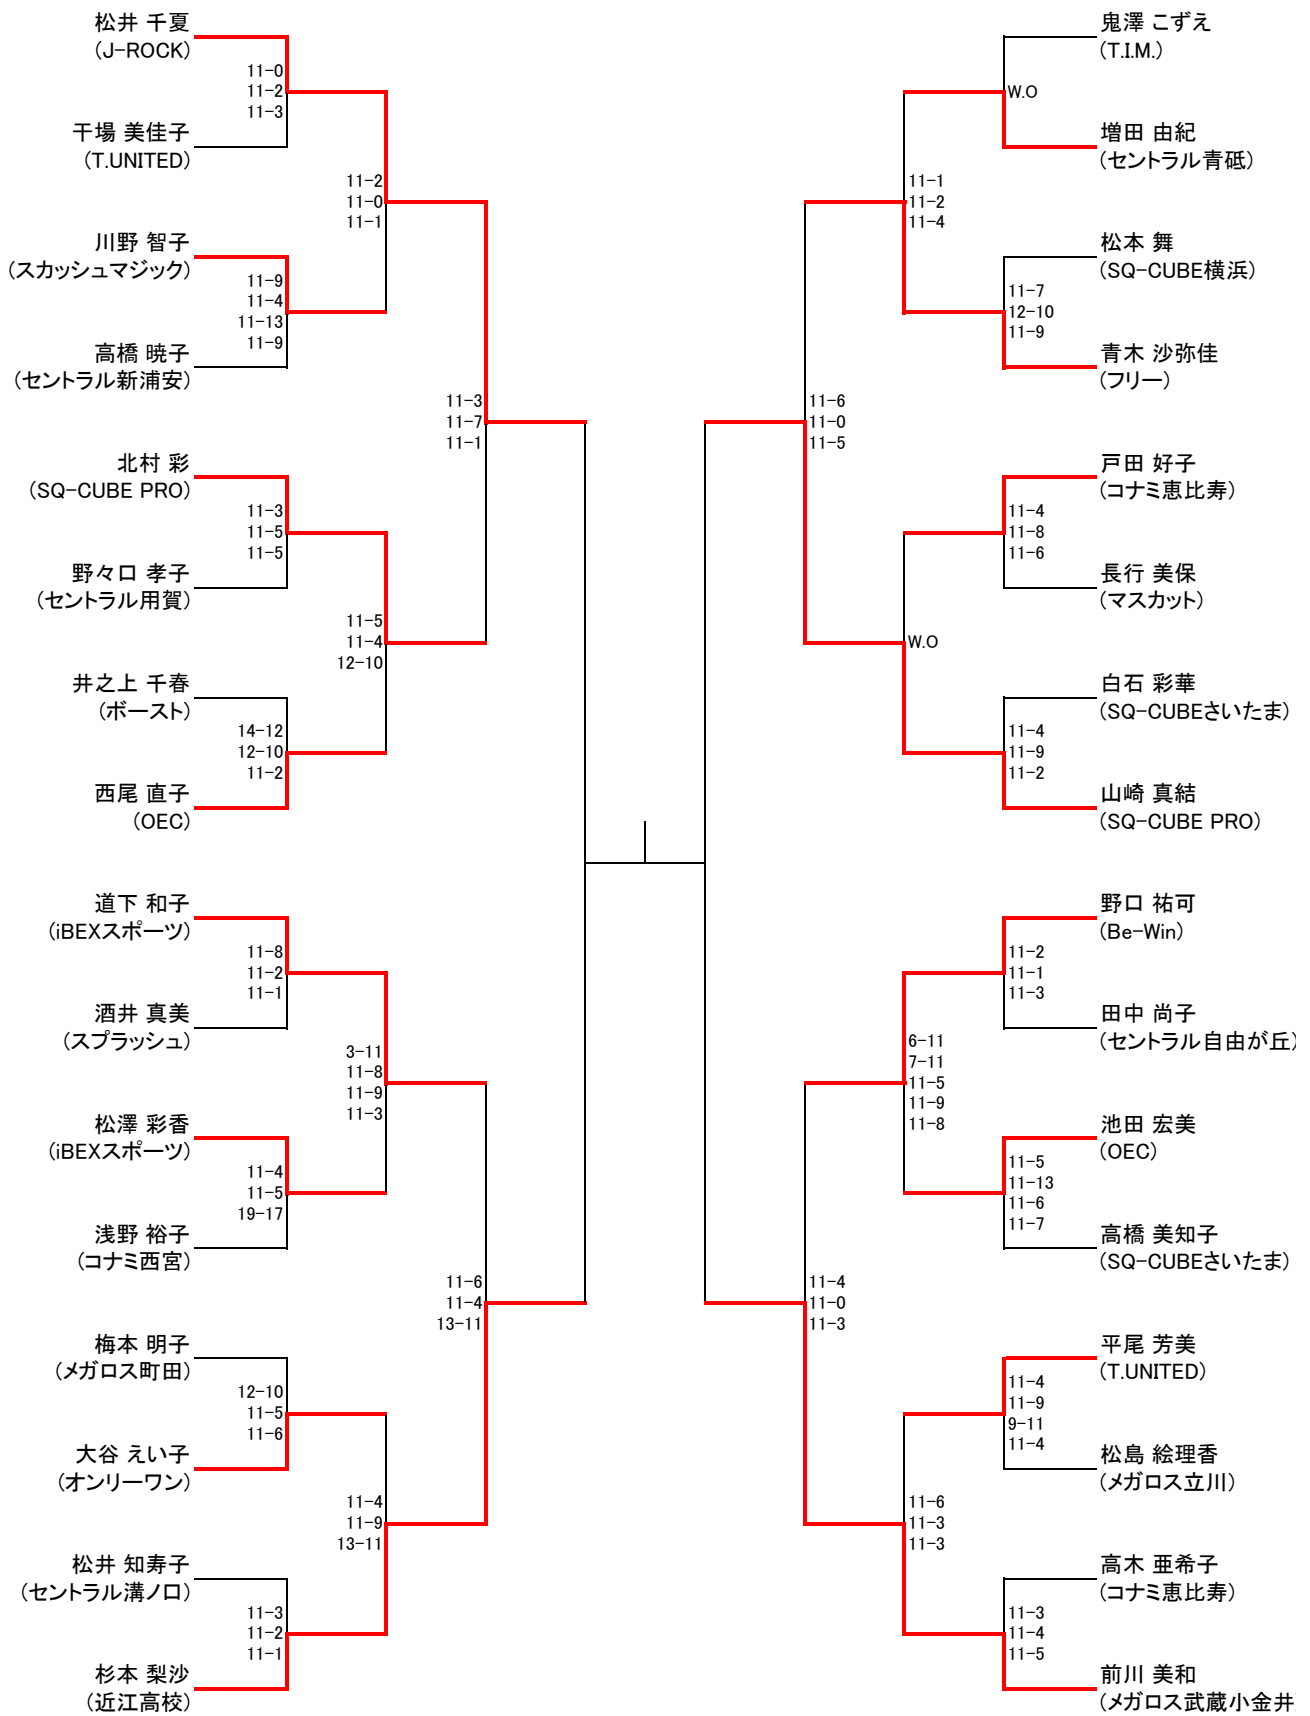 松井 千夏
(J-ROCK)
11-0
11-2
11-3
干場 美佳子
(T.UNITED)
11-2
11-0
11-1
川野 智子
(スカッシュマジック)
11-9
11-4
11-13
11-9
高橋 暁子
(セントラル新浦安)
11-3
11-7
11-1
北村 彩
(SQ-CUBE PRO)
11-3
11-5
11-5
野々口 孝子
(セントラル用賀)
11-5
11-4
12-10
井之上 千春
(ボースト)
14-12
12-10
11-2
西尾 直子
(OEC)
道下 和子
(iBEXスポーツ)
11-8
11-2
11-1
酒井 真美
(スプラッシュ)
3-11
11-8
11-9
11-3
松澤 彩香
(iBEXスポーツ)
11-4
11-5
19-17
浅野 裕子
(コナミ西宮)
11-6
11-4
13-11
梅本 明子
(メガロス町田)
12-10
11-5
11-6
大谷 えい子
(オンリーワン)
11-4
11-9
13-11
松井 知寿子
(セントラル溝ノ口)
11-3
11-2
11-1
杉本 梨沙
(近江高校)
鬼澤 こずえ
(T.I.M.)
W.O
増田 由紀
(セントラル青砥)
11-1
11-2
11-4
松本 舞
(SQ-CUBE横浜)
11-7
12-10
11-9
青木 沙弥佳
(フリー)
11-6
11-0
11-5
戸田 好子
(コナミ恵比寿)
11-4
11-8
11-6
長行 美保
(マスカット)
W.O
白石 彩華
(SQ-CUBEさいたま)
11-4
11-9
11-2
山崎 真結
(SQ-CUBE PRO)
野口 祐可
(Be-Win)
11-2
11-1
11-3
田中 尚子
(セントラル自由が丘)
6-11
7-11
11-5
11-9
11-8
池田 宏美
(OEC)
11-5
11-13
11-6
11-7
高橋 美知子
(SQ-CUBEさいたま)
11-4
11-0
11-3
平尾 芳美
(T.UNITED)
11-4
11-9
9-11
11-4
松島 絵理香
(メガロス立川)
11-6
11-3
11-3
高木 亜希子
(コナミ恵比寿)
11-3
11-4
11-5
前川 美和
(メガロス武蔵小金井)